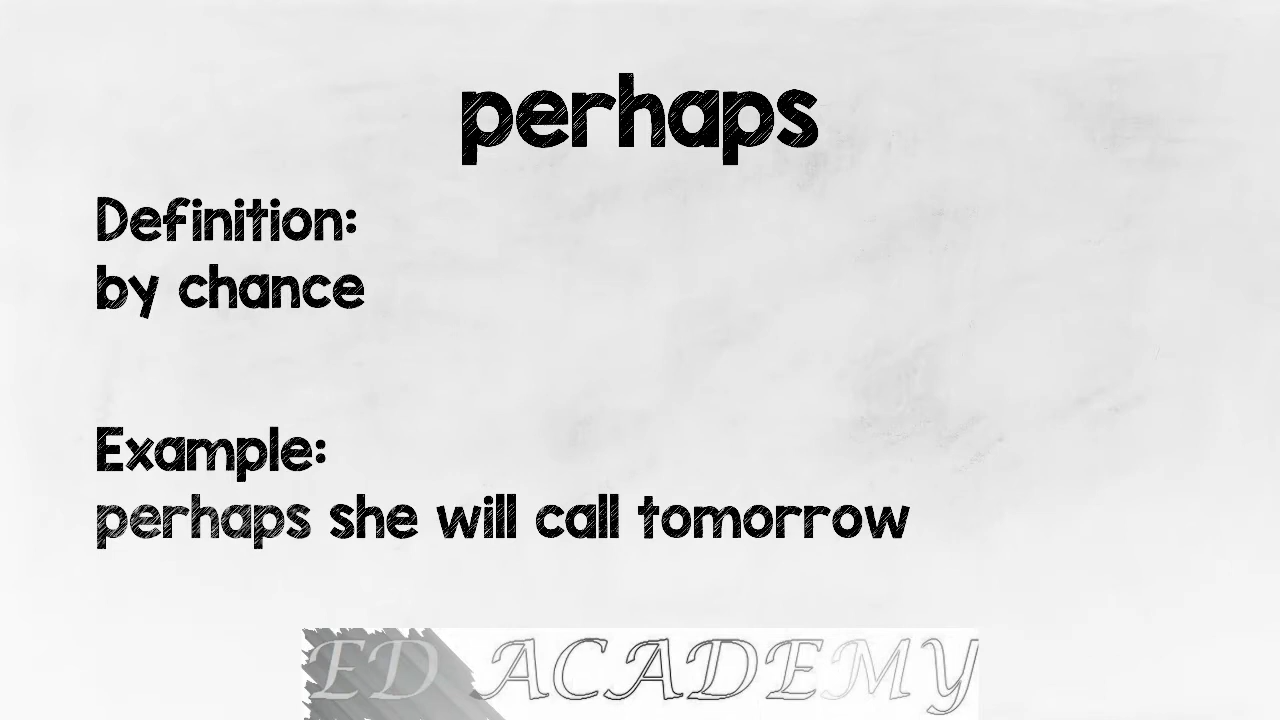 perhaps
Definition:
by chance
Example:
perhaps she will call tomorrow
ED ACADEMY